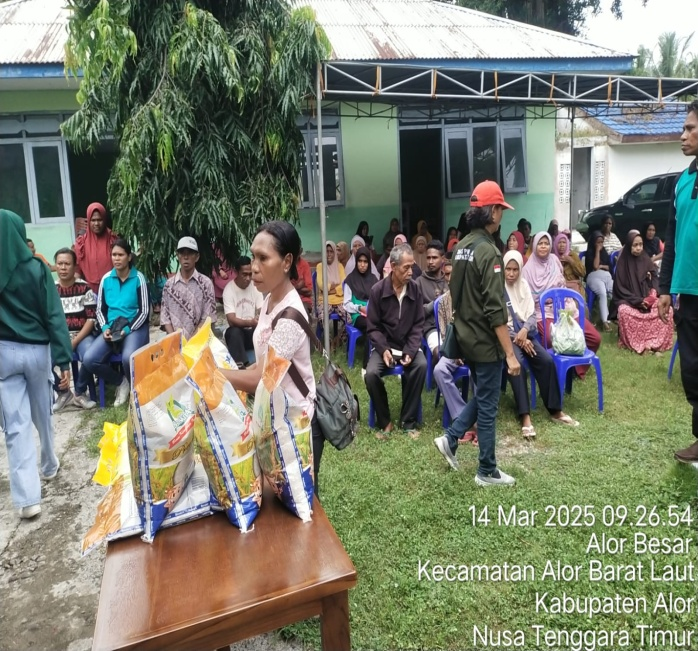 14 Mar 2025 09.26.54
Alor Besar
Kecamatan Alor Barat Laut
Kabupaten Alor
Nusa Tenggara Timur